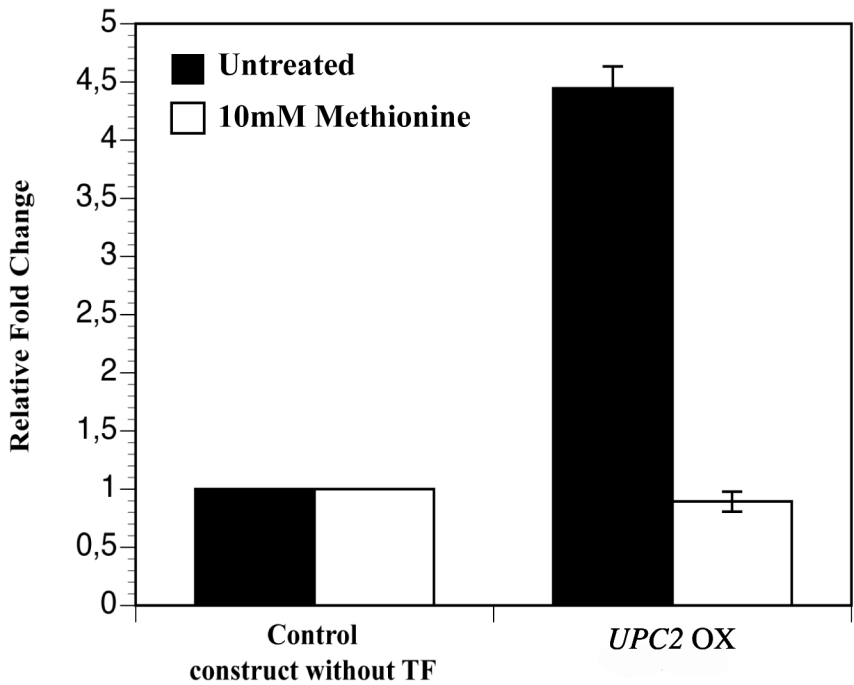 Untreated
10mM Methionine
Relative Fold Change
5
4,5
4
3,5
3
2,5
2
1,5
1
0,5
0
Control
construct without TF
UPC2 OX